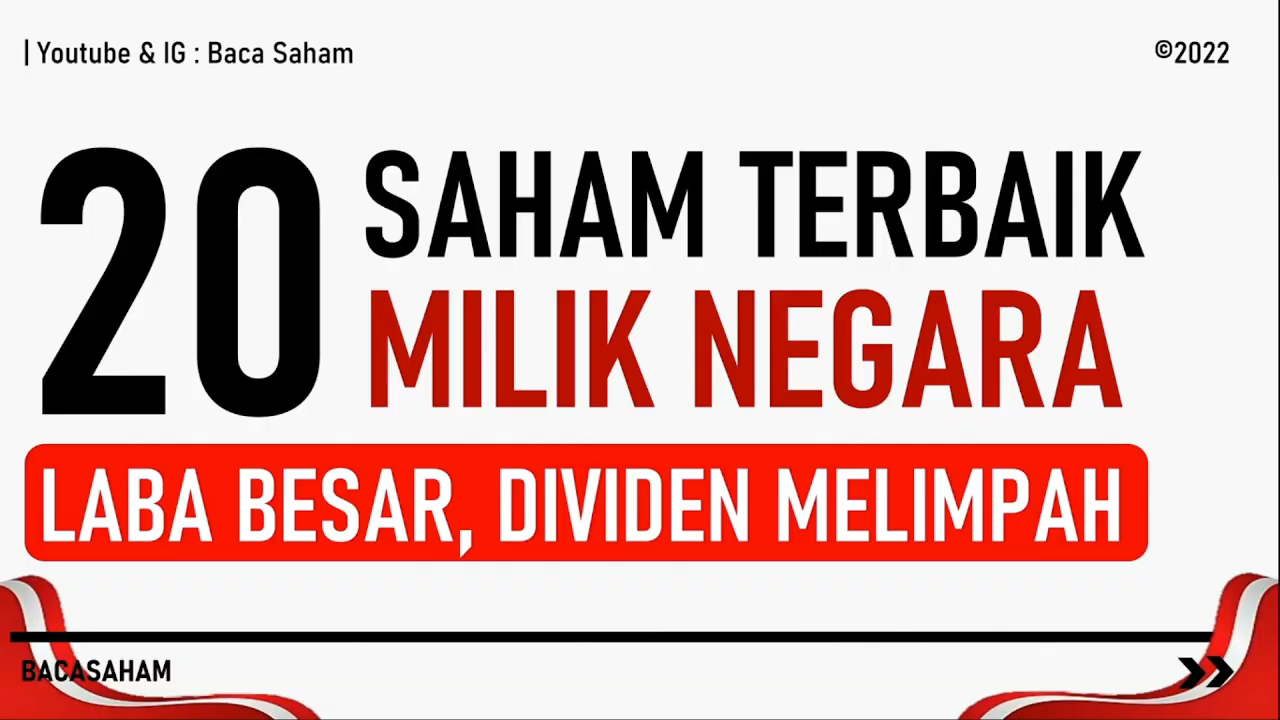 | Youtube & IG : Baca Saham
©2022
20 SAHAM TERBAIK
MILIK NEGARA
LABA BESAR, DIVIDEN MELIMPAH
BACASAHAM